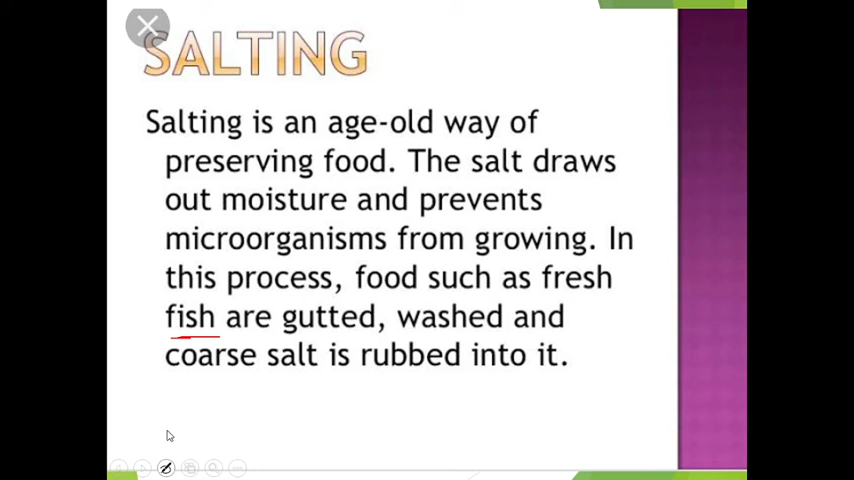 SALTING
Salting is an age-old way of
preserving food. The salt draws
out moisture and prevents
microorganisms from growing. In
this process, food such as fresh
fish are gutted, washed and
coarse salt is rubbed into it.